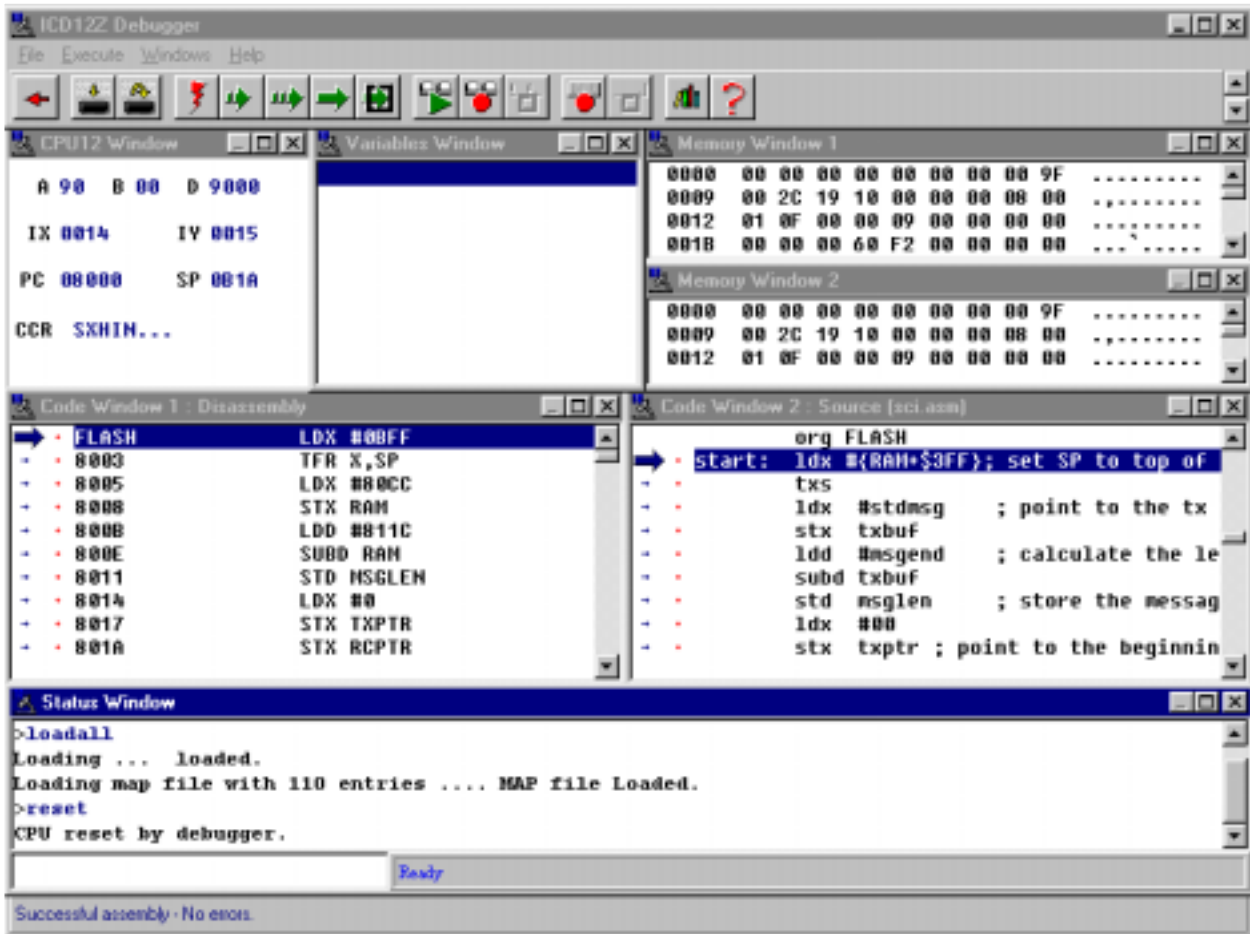 ICD12Z Debugger
File Execute Windows Help
CPU12 Window
A 90 B 00 D 9000
IX 0014 IY 0015
PC 08000 SP 0B1A
CCR SXHIN...
Variables Window
Memory Window 1
0000 00 00 00 00 00 00 00 00 9F .........
0009 00 2C 19 10 00 00 00 08 00 .,.......
0012 01 0F 00 00 09 00 00 00 00 .........
001B 00 00 00 60 F2 00 00 00 00 ...`.....
Memory Window 2
0000 00 00 00 00 00 00 00 00 9F .........
0009 00 2C 19 10 00 00 00 08 00 .,.......
0012 01 0F 00 00 09 00 00 00 00 .........
Code Window 1 : Disassembly
FLASH LDX #0BFF
8003 TFR X,SP
8005 LDX #80CC
8008 STX RAM
800B LDD #811C
800E SUBD RAM
8011 STD MSGLEN
8014 LDX #0
8017 STX TXPTR
801A STX RCPTR
Code Window 2 : Source (sci.asm)
org FLASH
start: ldx #{RAM+$3FF}; set SP to top of
txs
ldx #stdmsg ; point to the tx
stx txbuf
ldd #msgend ; calculate the le
subd txbuf
std msglen ; store the messag
ldx #00
stx txptr ; point to the beginnin
Status Window
>loadall
Loading ... loaded.
Loading map file with 110 entries .... MAP file Loaded.
>reset
CPU reset by debugger.
Ready
Successful assembly - No errors.